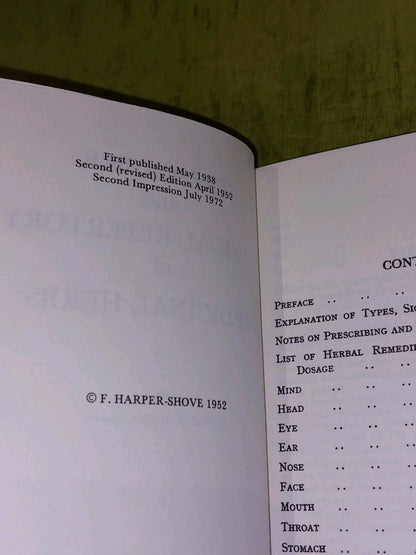 First published May 1938
Second (revised) Edition April 1952
Second Impression July 1972
© F. HARPER-SHOVE 1952
CONT
PREFACE .. .. ..
EXPLANATION OF TYPES, SIG
NOTES ON PRESCRIBING AND
LIST OF HERBAL REMEDIE
DOSAGE .. ..
MIND .. ..
HEAD .. ..
EYE .. ..
EAR .. ..
NOSE .. ..
FACE .. ..
MOUTH .. ..
THROAT .. ..
STOMACH .. ..